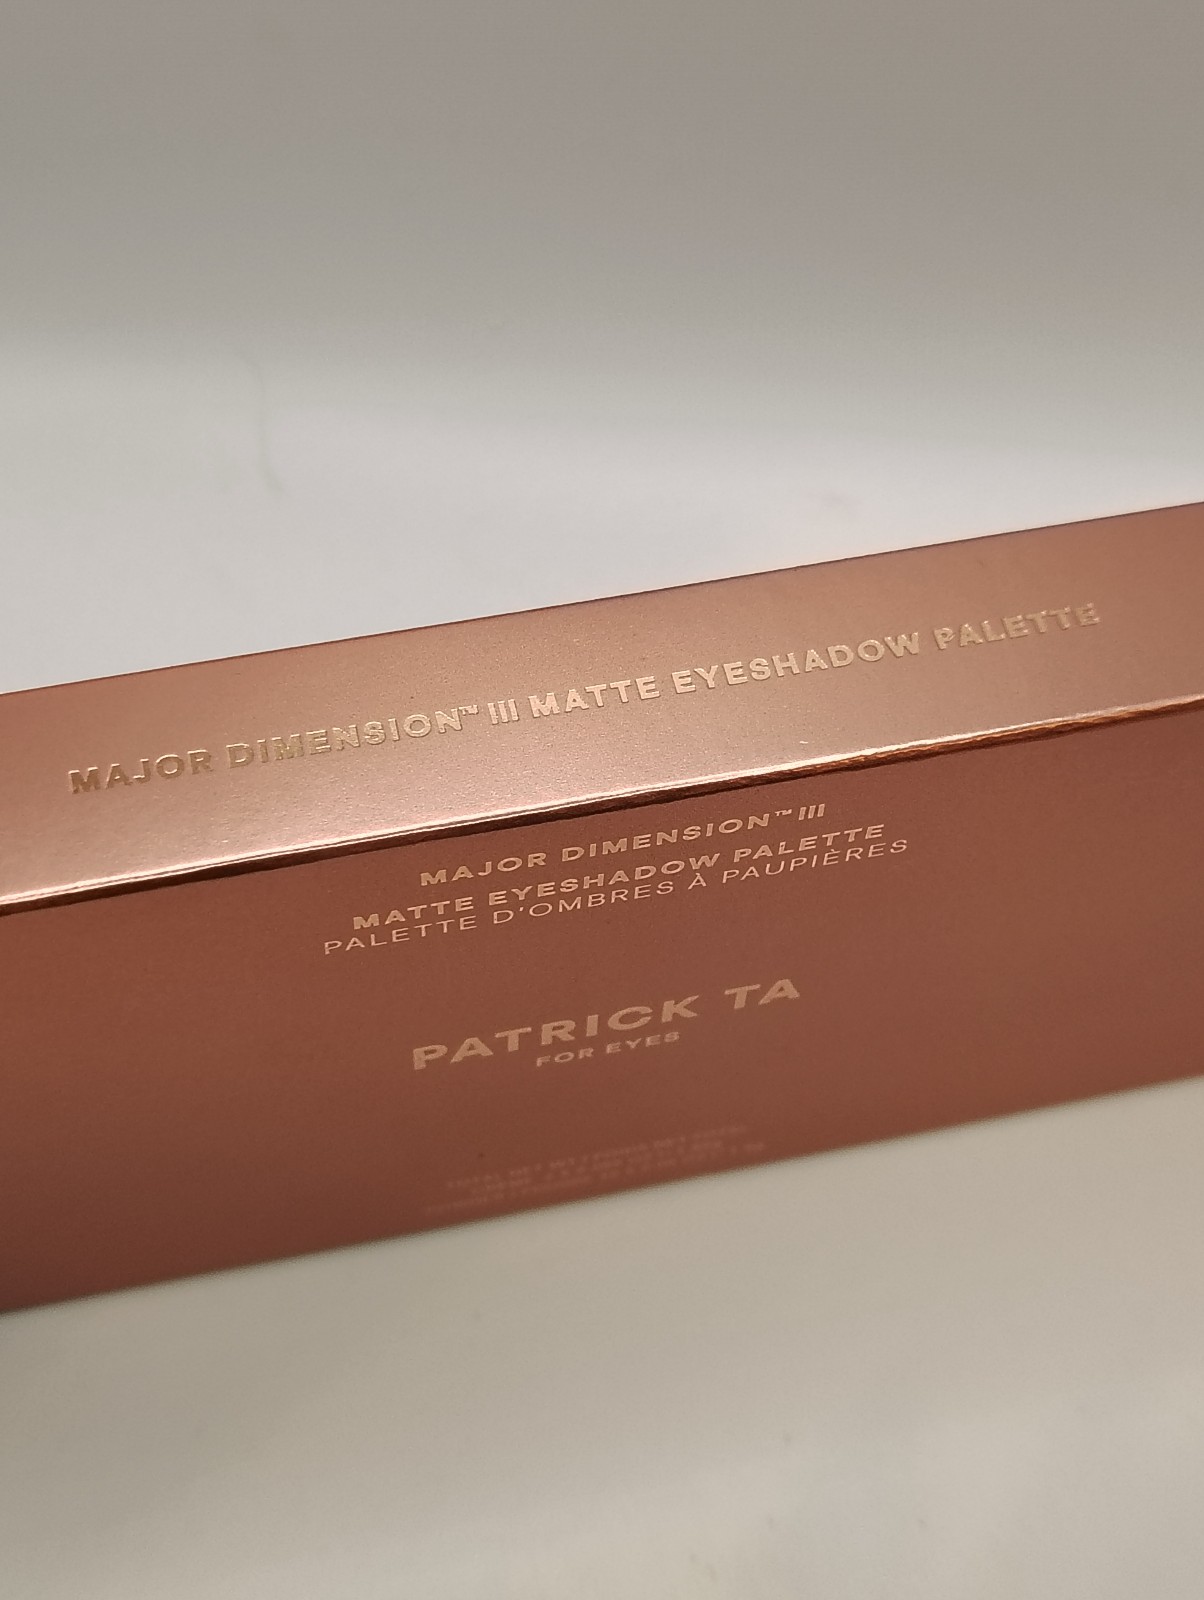 MAJOR DIMENSION™ III MATTE EYESHADOW PALETTE
MAJOR DIMENSION™ III
MATTE EYESHADOW PALETTE
PALETTE D'OMBRES À PAUPIÈRES
PATRICK TA
FOR EYES